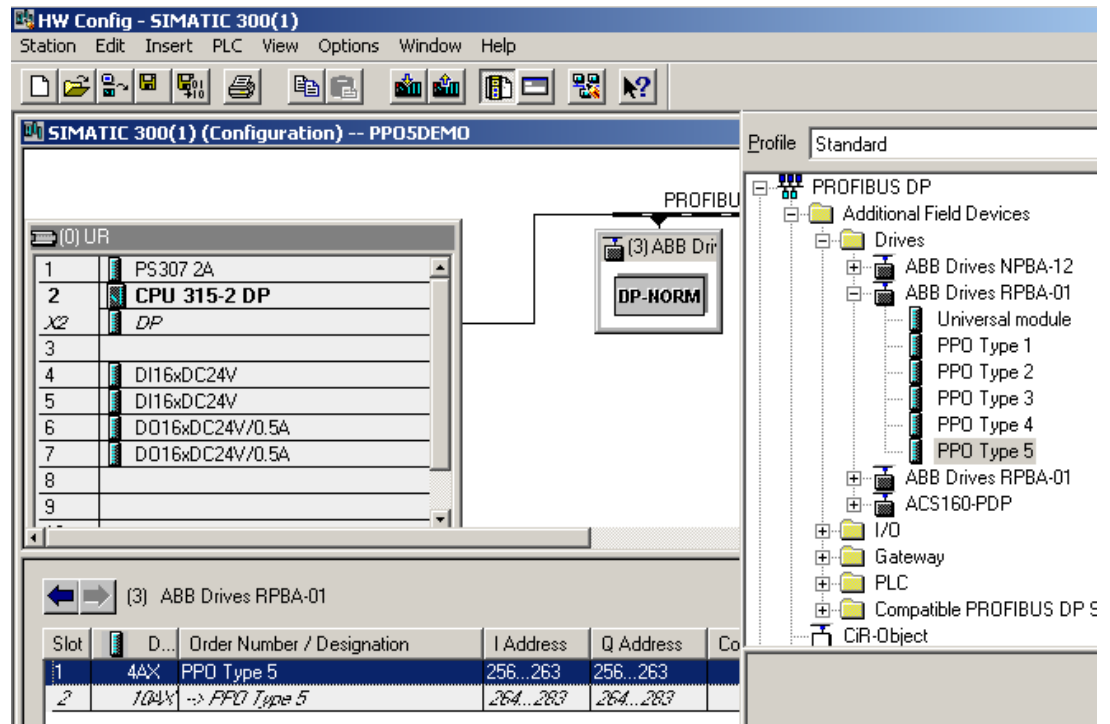 HW Config - SIMATIC 300(1)
Station Edit Insert PLC View Options Window Help
SIMATIC 300(1) (Configuration) -- PPO5DEMO
PROFIBU
(0) UR
1 PS307 2A
2 CPU 315-2 DP
X2 DP
3
4 DI16xDC24V
5 DI16xDC24V
6 DO16xDC24V/0.5A
7 DO16xDC24V/0.5A
8
9
(3) ABB Dri
DP-NORM
Profile Standard
PROFIBUS DP
Additional Field Devices
Drives
ABB Drives NPBA-12
ABB Drives RPBA-01
Universal module
PPO Type 1
PPO Type 2
PPO Type 3
PPO Type 4
PPO Type 5
ABB Drives RPBA-01
ACS160-PDP
I/O
Gateway
PLC
Compatible PROFIBUS DP S
CiR-Object
(3) ABB Drives RPBA-01
Slot D... Order Number / Designation I Address Q Address Co
1 4AX PPO Type 5 256...263 256...263
2 10AX --> PPO Type 5 264...283 264...283